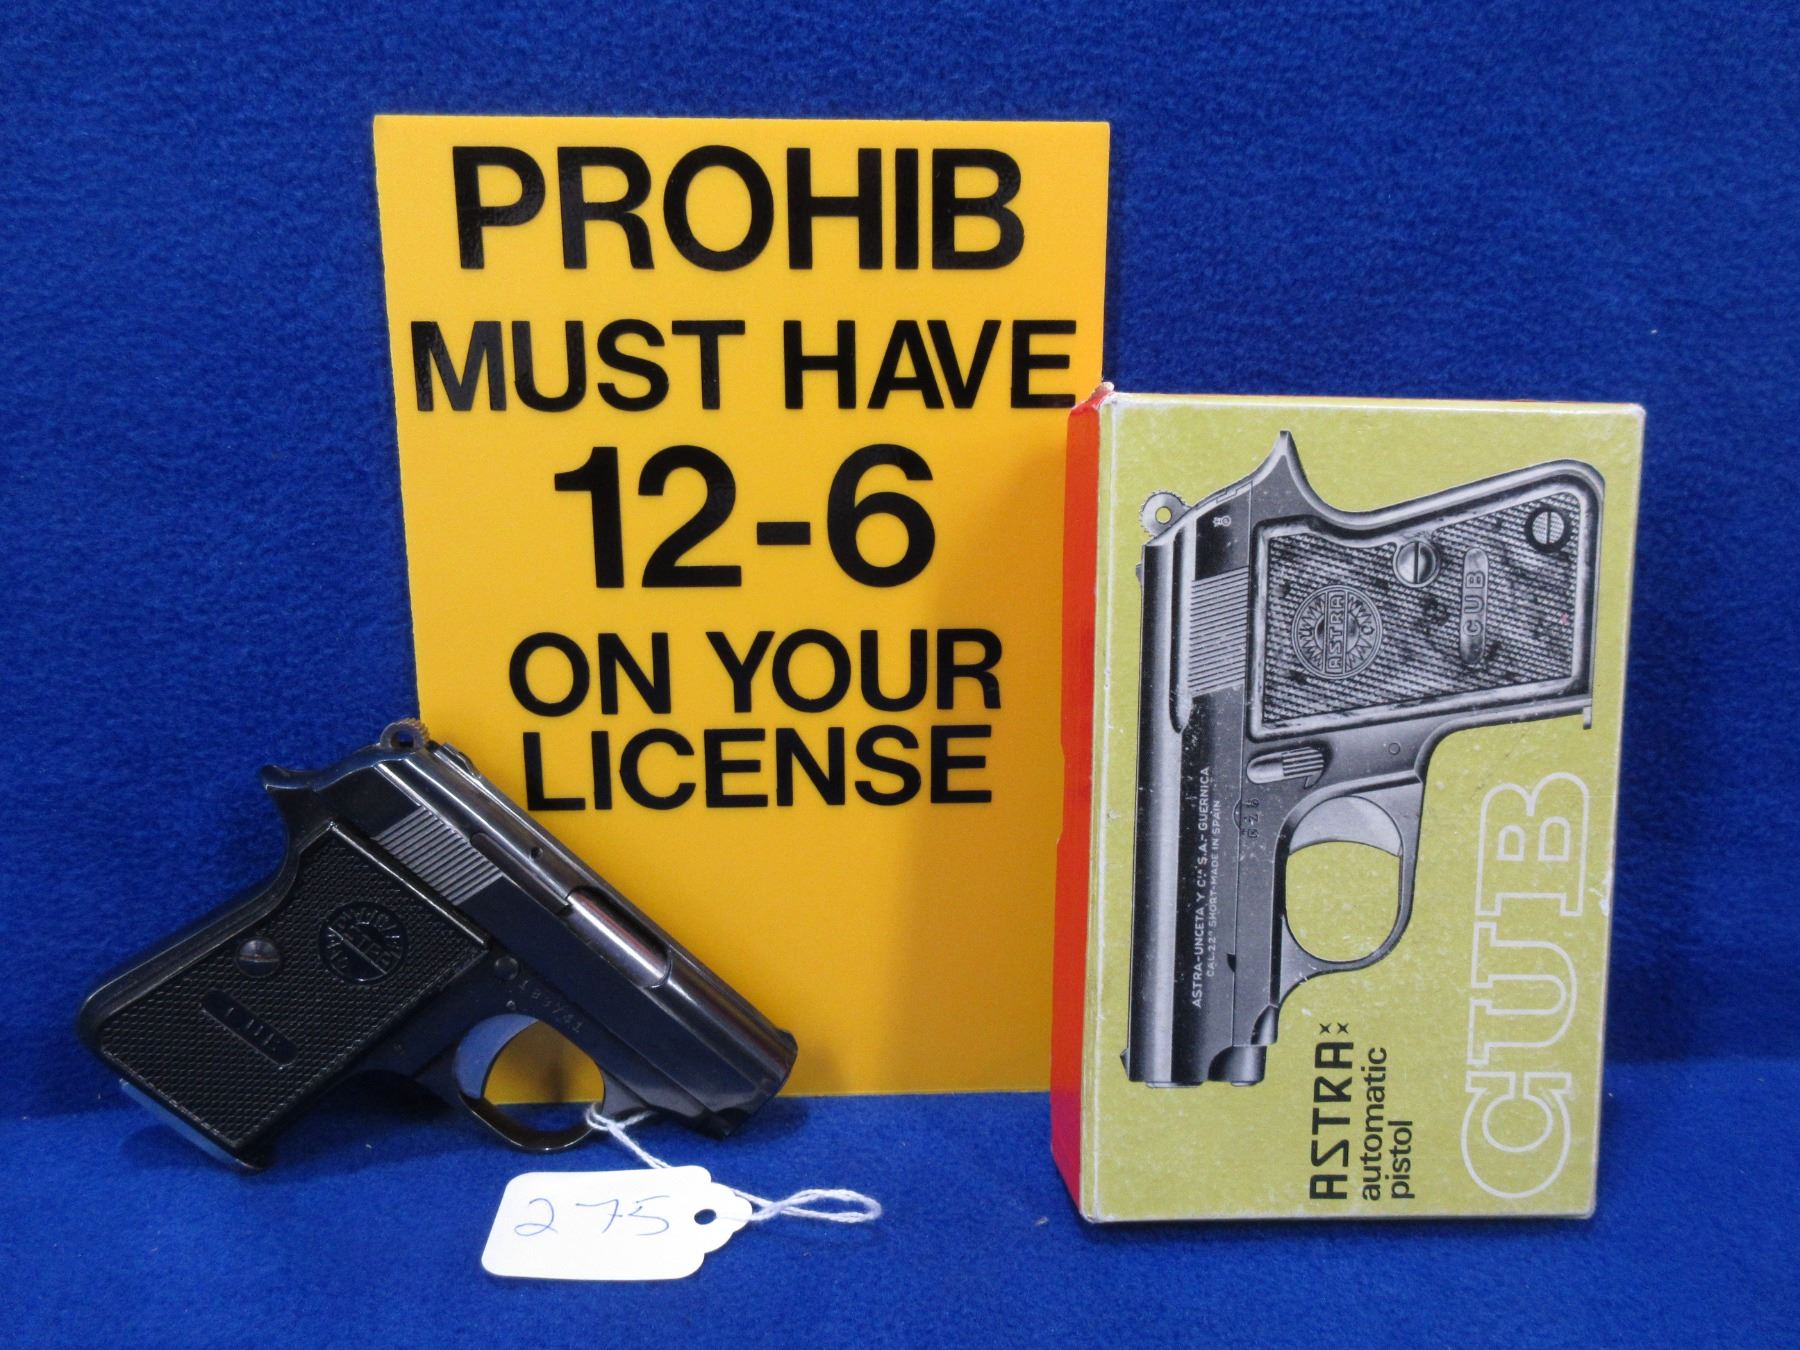 PROHIB
MUST HAVE
12-6
ON YOUR
LICENSE
275
ASTRA
CUB
ASTRA-UNCETA Y CIA S.A.- GUERNICA
CAL.22" SHORT-MADE IN SPAIN
ASTRA
automatic
pistol
CUB